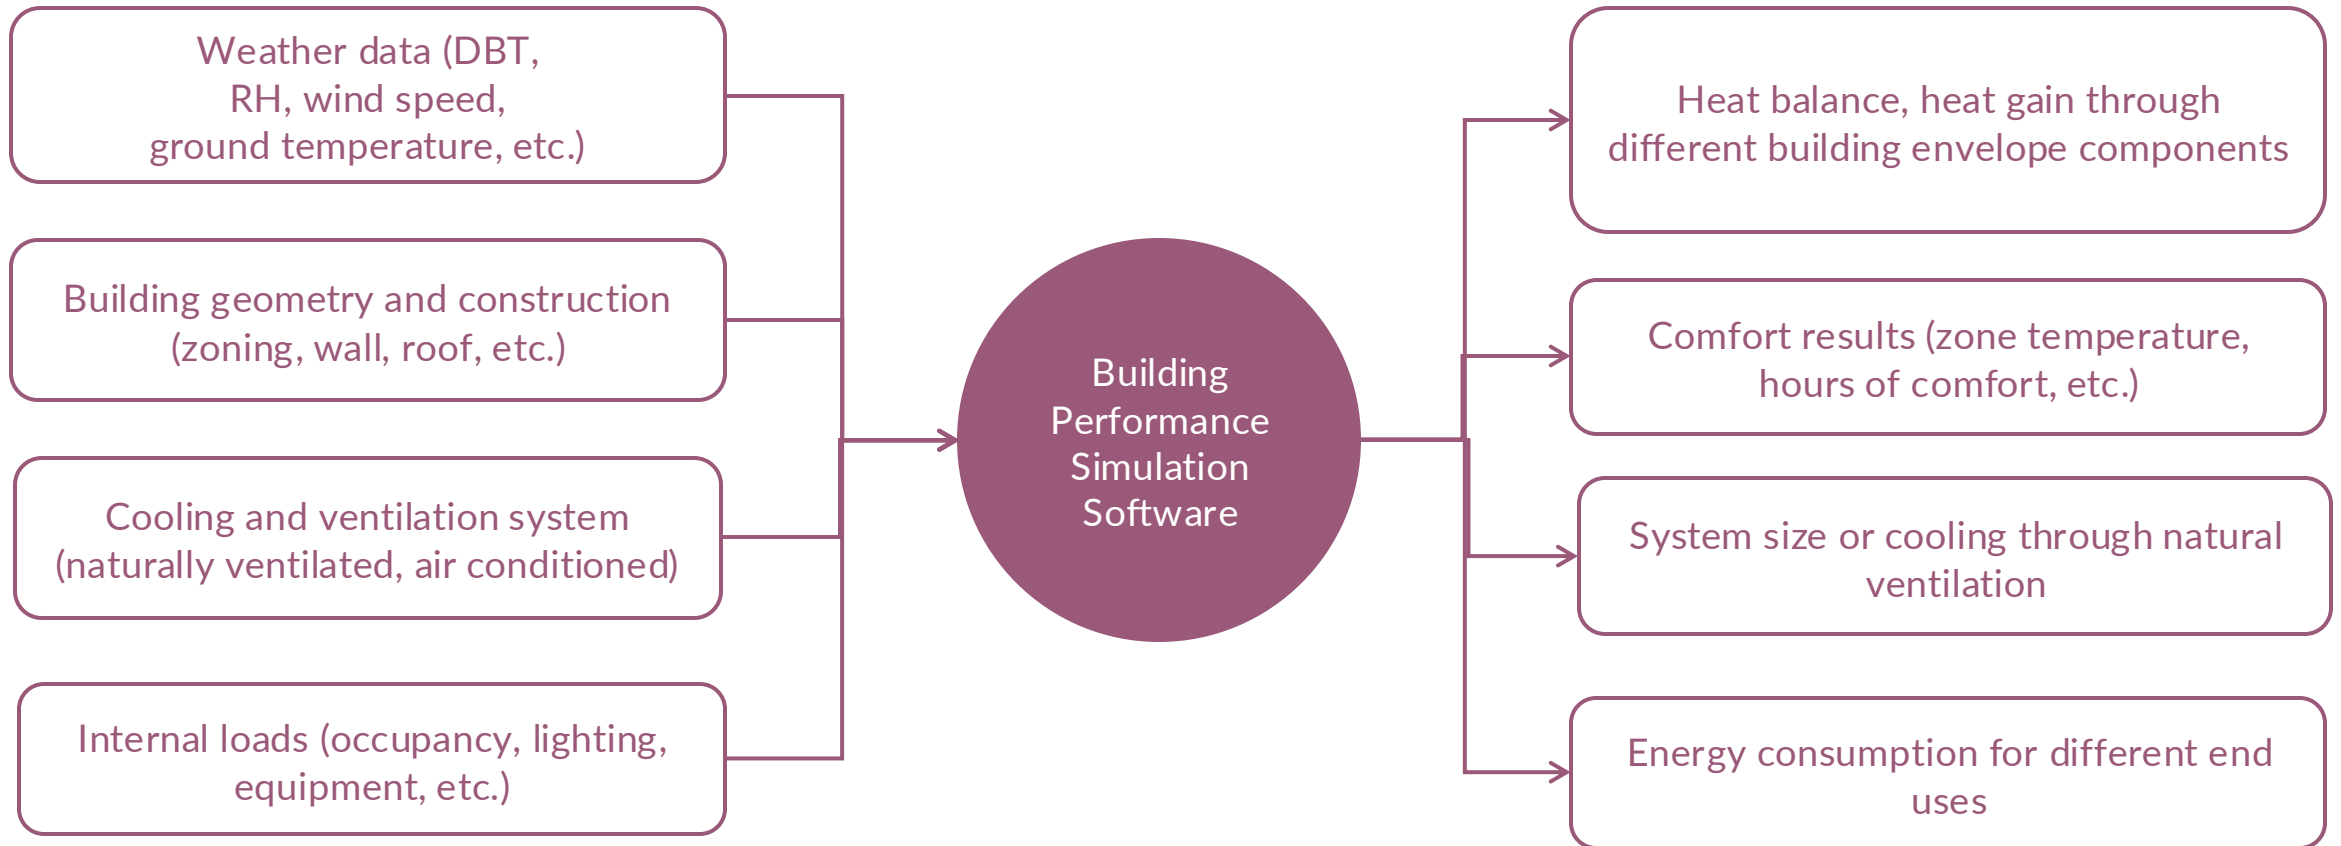 Weather data (DBT,
RH, wind speed,
ground temperature, etc.)
Building geometry and construction
(zoning, wall, roof, etc.)
Cooling and ventilation system
(naturally ventilated, air conditioned)
Internal loads (occupancy, lighting,
equipment, etc.)
Building
Performance
Simulation
Software
Heat balance, heat gain through
different building envelope components
Comfort results (zone temperature,
hours of comfort, etc.)
System size or cooling through natural
ventilation
Energy consumption for different end
uses